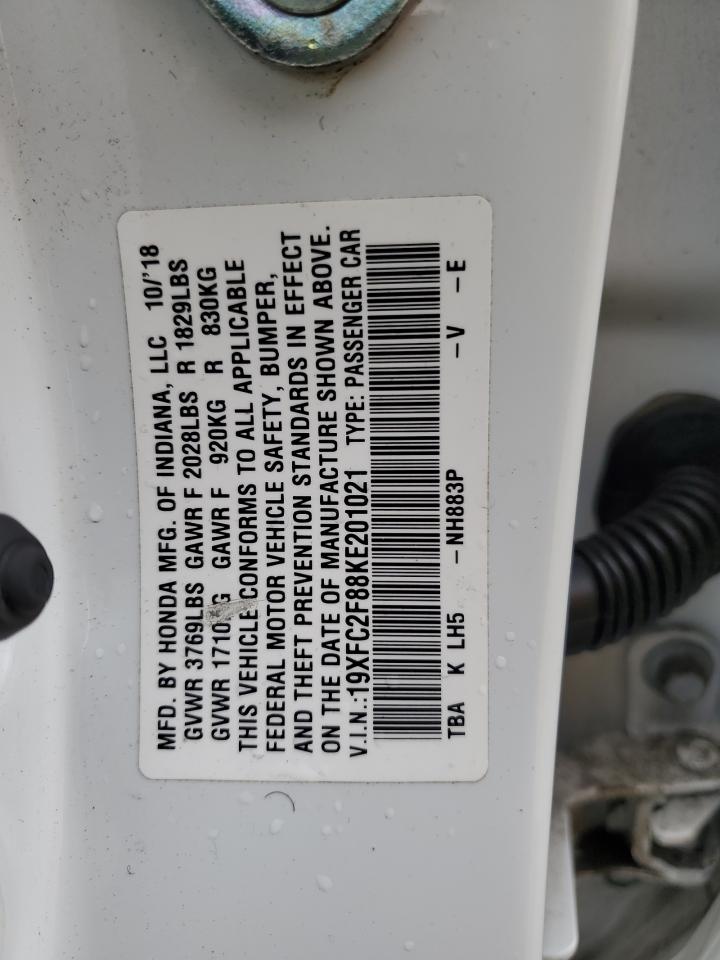 MFD. BY HONDA MFG. OF INDIANA, LLC 10/'18
GVWR 3769LBS GAWR F 2028LBS R 1829LBS
GVWR 1710KG GAWR F 920KG R 830KG
THIS VEHICLE CONFORMS TO ALL APPLICABLE
FEDERAL MOTOR VEHICLE SAFETY, BUMPER,
AND THEFT PREVENTION STANDARDS IN EFFECT
ON THE DATE OF MANUFACTURE SHOWN ABOVE.
V.I.N.:19XFC2F88KE201021 TYPE: PASSENGER CAR
TBA K LH5 -NH883P -V -E